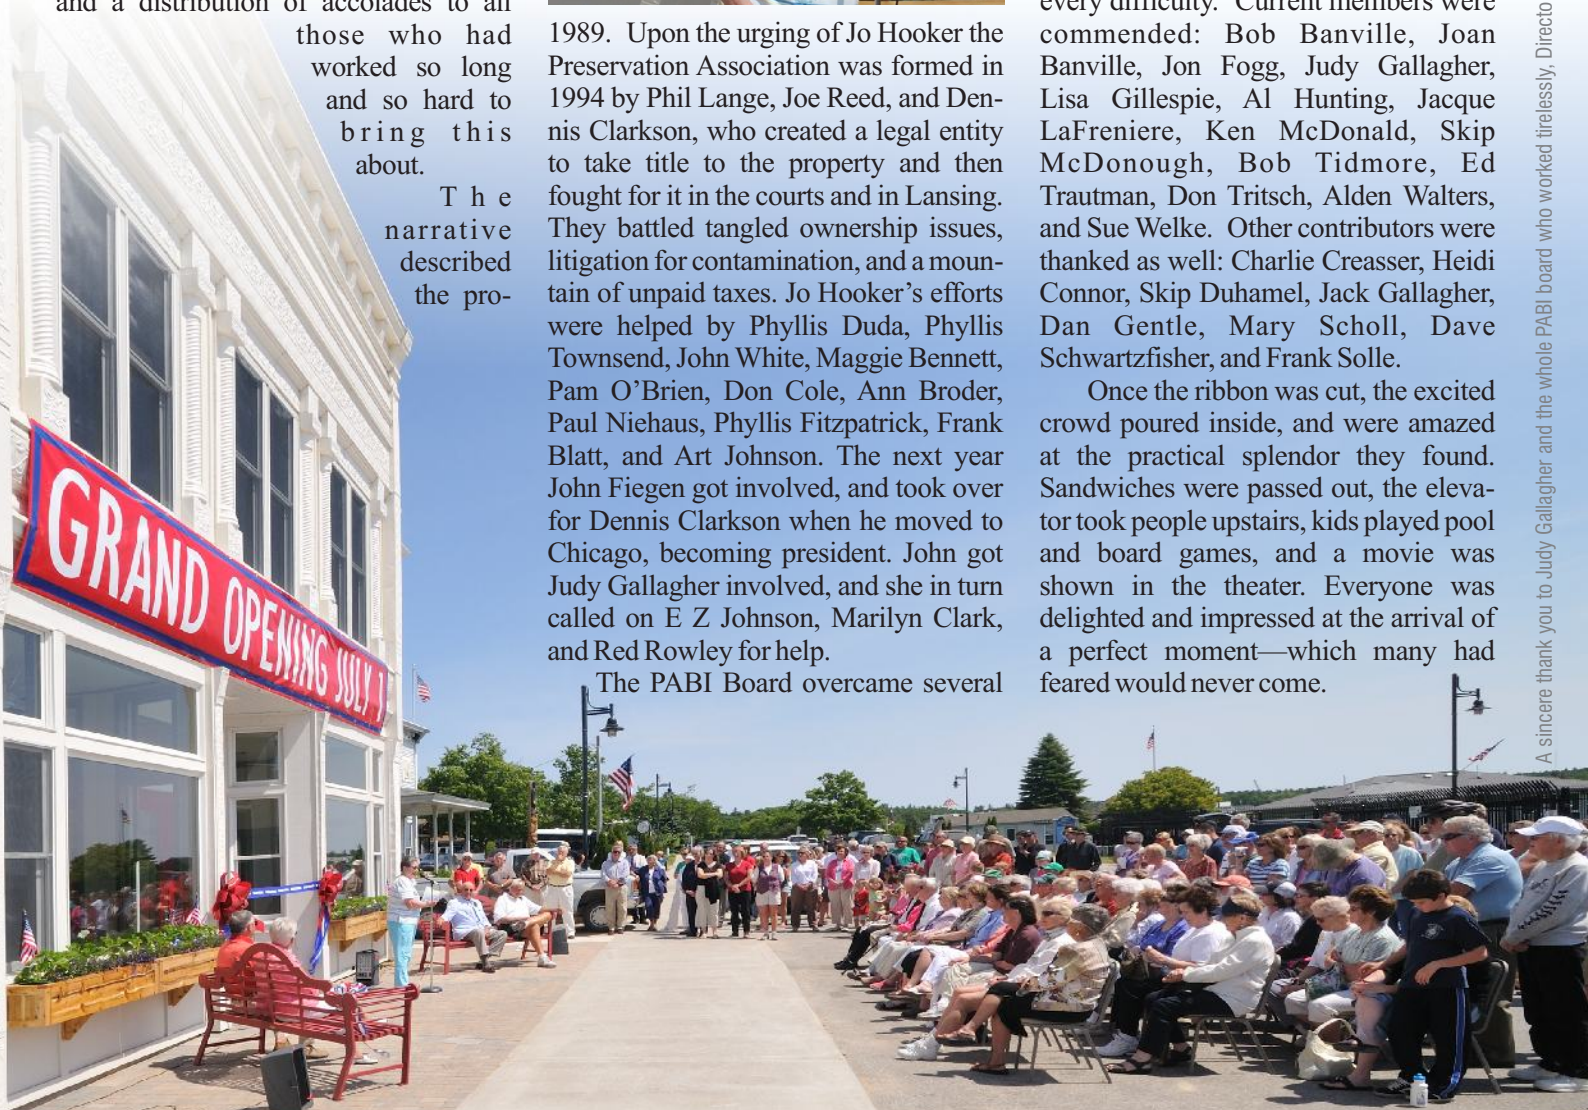 and a distribution of accolades to all
those who had
worked so long
and so hard to
bring this
about.
The
narrative
described
the pro-
1989. Upon the urging of Jo Hooker the
Preservation Association was formed in
1994 by Phil Lange, Joe Reed, and Den-
nis Clarkson, who created a legal entity
to take title to the property and then
fought for it in the courts and in Lansing.
They battled tangled ownership issues,
litigation for contamination, and a moun-
tain of unpaid taxes. Jo Hooker’s efforts
were helped by Phyllis Duda, Phyllis
Townsend, John White, Maggie Bennett,
Pam O’Brien, Don Cole, Ann Broder,
Paul Niehaus, Phyllis Fitzpatrick, Frank
Blatt, and Art Johnson. The next year
John Fiegen got involved, and took over
for Dennis Clarkson when he moved to
Chicago, becoming president. John got
Judy Gallagher involved, and she in turn
called on E Z Johnson, Marilyn Clark,
and Red Rowley for help.
The PABI Board overcame several
every difficulty. Current members were
commended: Bob Banville, Joan
Banville, Jon Fogg, Judy Gallagher,
Lisa Gillespie, Al Hunting, Jacque
LaFreniere, Ken McDonald, Skip
McDonough, Bob Tidmore, Ed
Trautman, Don Tritsch, Alden Walters,
and Sue Welke. Other contributors were
thanked as well: Charlie Creasser, Heidi
Connor, Skip Duhamel, Jack Gallagher,
Dan Gentle, Mary Scholl, Dave
Schwartzfisher, and Frank Solle.
Once the ribbon was cut, the excited
crowd poured inside, and were amazed
at the practical splendor they found.
Sandwiches were passed out, the eleva-
tor took people upstairs, kids played pool
and board games, and a movie was
shown in the theater. Everyone was
delighted and impressed at the arrival of
a perfect moment—which many had
feared would never come.
A sincere thank you to Judy Gallagher and the whole PABI board who worked tirelessly, Directo
GRAND OPENING JULY 1